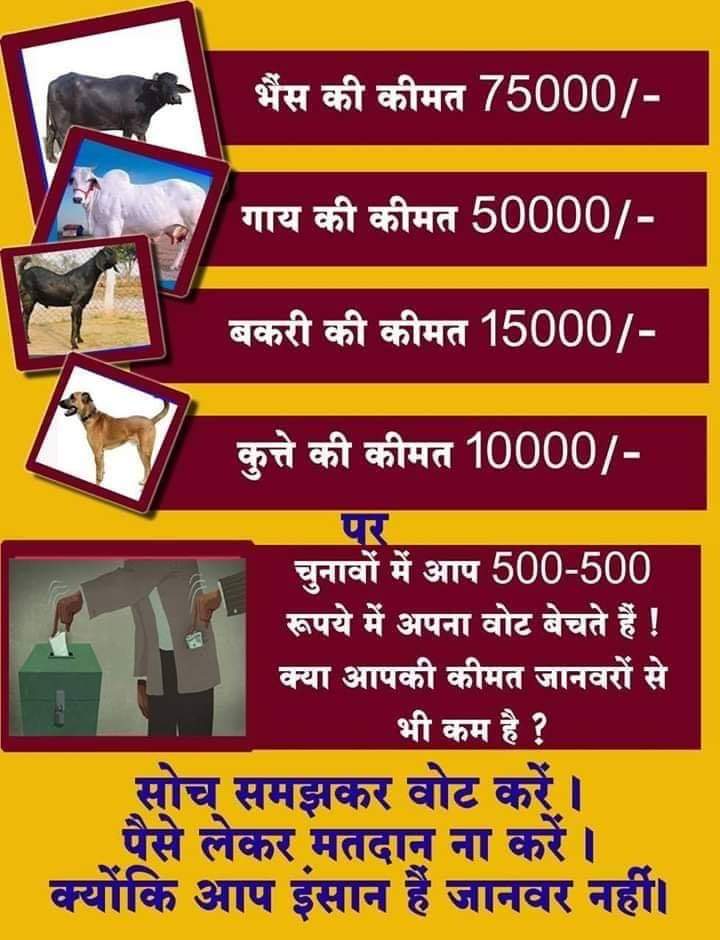 भैंस की कीमत 75000/-
गाय की कीमत 50000/-
बकरी की कीमत 15000/-
कुत्ते की कीमत 10000/-
पर
चुनावों में आप 500-500
रूपये में अपना वोट बेचते हैं !
क्या आपकी कीमत जानवरों से
भी कम है ?
सोच समझकर वोट करें ।
पैसे लेकर मतदान ना करें ।
क्योंकि आप इंसान हैं जानवर नहीं।